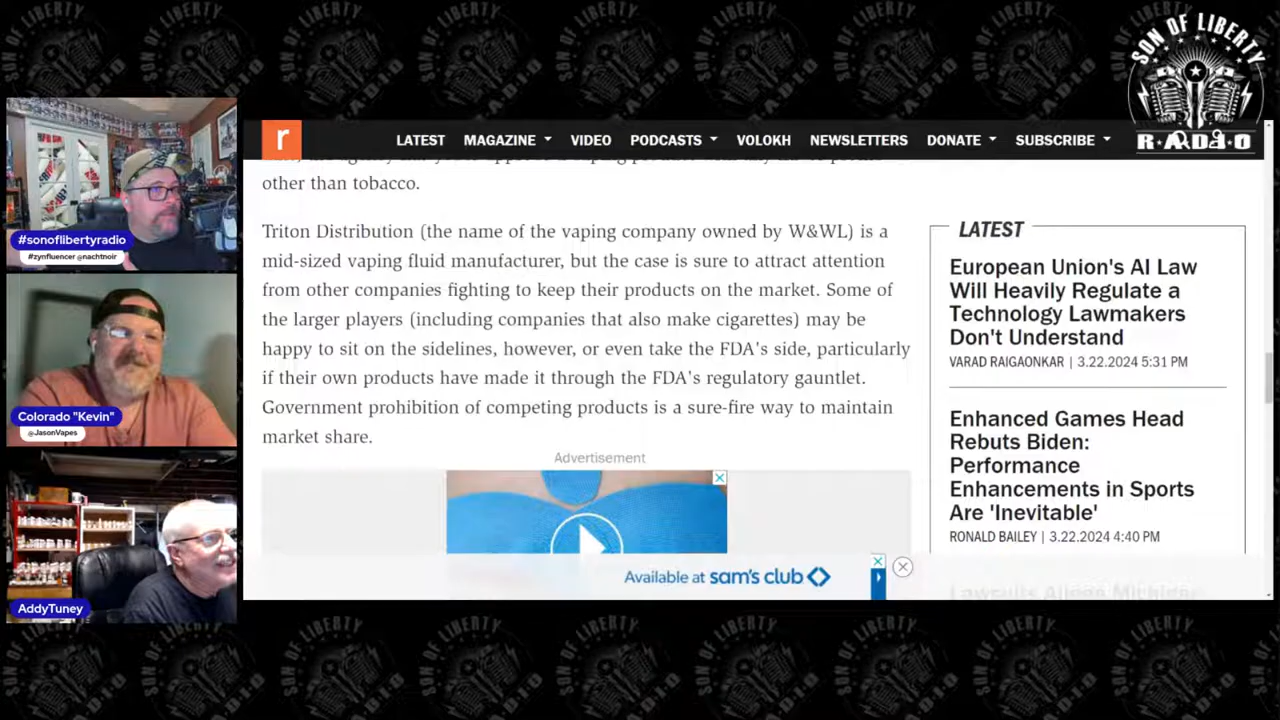 SON OF LIBERTY
RADIO
r
LATEST MAGAZINE VIDEO PODCASTS VOLOKH NEWSLETTERS DONATE SUBSCRIBE
other than tobacco.
Triton Distribution (the name of the vaping company owned by W&WL) is a
mid-sized vaping fluid manufacturer, but the case is sure to attract attention
from other companies fighting to keep their products on the market. Some of
the larger players (including companies that also make cigarettes) may be
happy to sit on the sidelines, however, or even take the FDA's side, particularly
if their own products have made it through the FDA's regulatory gauntlet.
Government prohibition of competing products is a sure-fire way to maintain
market share.
Advertisement
Available at sam's club
LATEST
European Union's AI Law
Will Heavily Regulate a
Technology Lawmakers
Don't Understand
VARAD RAIGAONKAR | 3.22.2024 5:31 PM
Enhanced Games Head
Rebuts Biden:
Performance
Enhancements in Sports
Are 'Inevitable'
RONALD BAILEY | 3.22.2024 4:40 PM
#sonoflibertyradio
#zynfluencer @nachtnoir
Colorado "Kevin"
@JasonVapes
AddyTuney